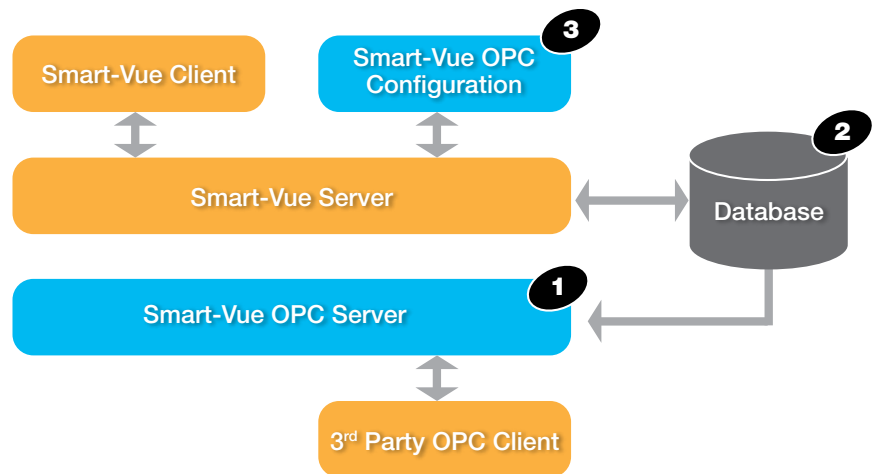 3
Smart-Vue Client
Smart-Vue OPC
Configuration
2
Smart-Vue Server
Database
1
Smart-Vue OPC Server
3rd Party OPC Client